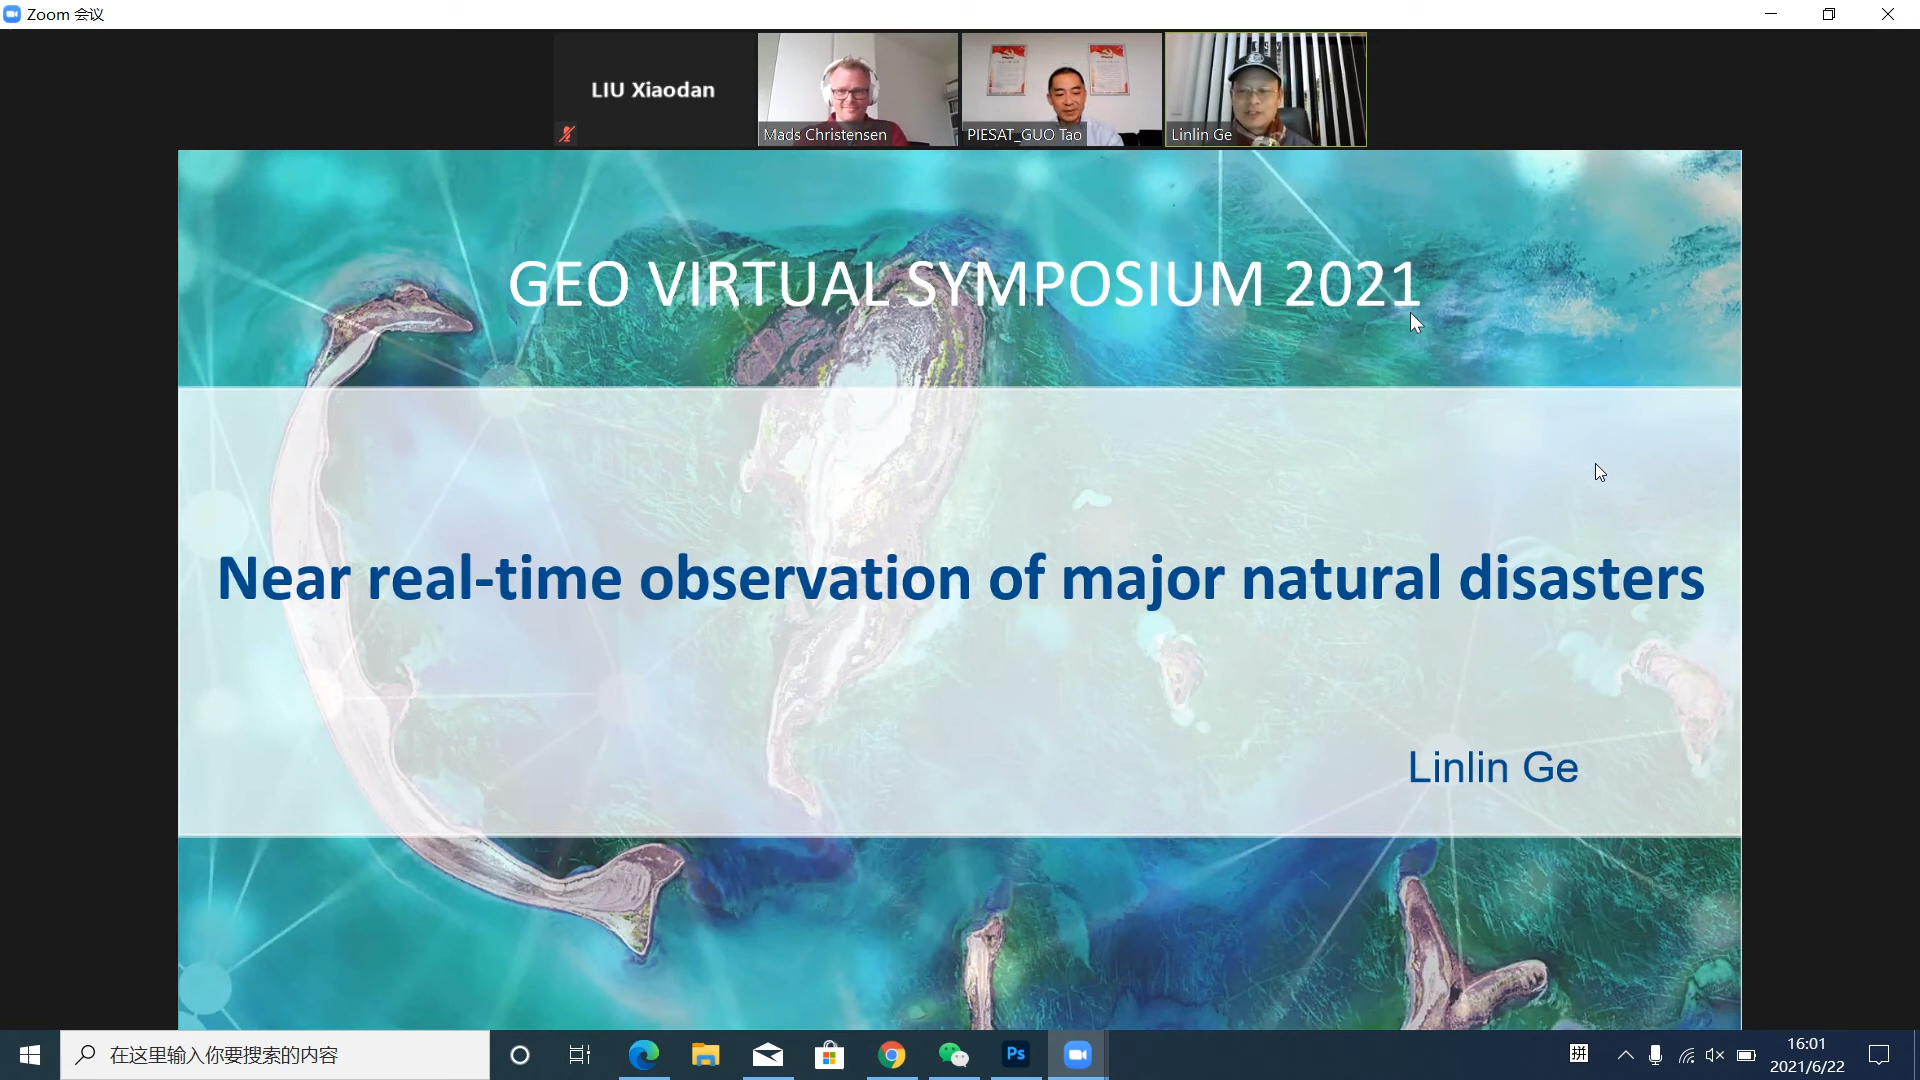 Zoom 会议
LIU Xiaodan
Mads Christensen
PIESAT_GUO Tao
Linlin Ge
GEO VIRTUAL SYMPOSIUM 2021
Near real-time observation of major natural disasters
Linlin Ge
在这里输入你要搜索的内容
Ps
拼
16:01
2021/6/22